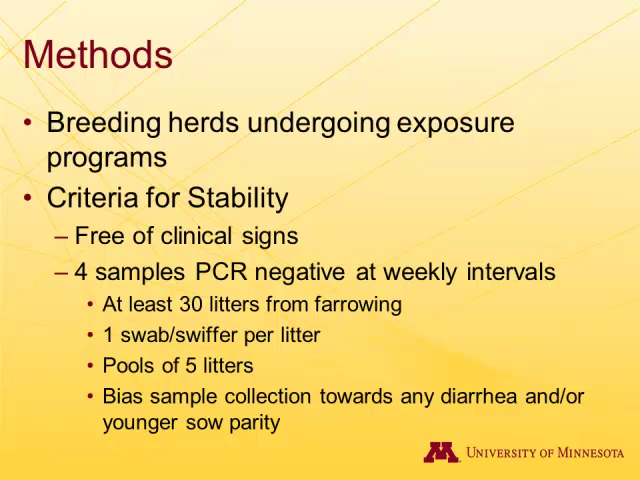 Methods
• Breeding herds undergoing exposure
programs
• Criteria for Stability
– Free of clinical signs
– 4 samples PCR negative at weekly intervals
• At least 30 litters from farrowing
• 1 swab/swiffer per litter
• Pools of 5 litters
• Bias sample collection towards any diarrhea and/or
younger sow parity
M UNIVERSITY OF MINNESOTA